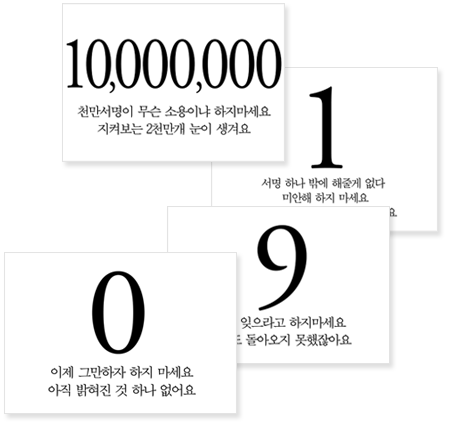 10,000,000
천만서명이 무슨 소용이냐 하지마세요
지켜보는 2천만개 눈이 생겨요
1
서명 하나 밖에 해줄게 없다
미안해 하지 마세요
요
9
잊으라고 하지마세요
돌아오지 못했잖아요
0
이제 그만하자 하지 마세요
아직 밝혀진 것 하나 없어요